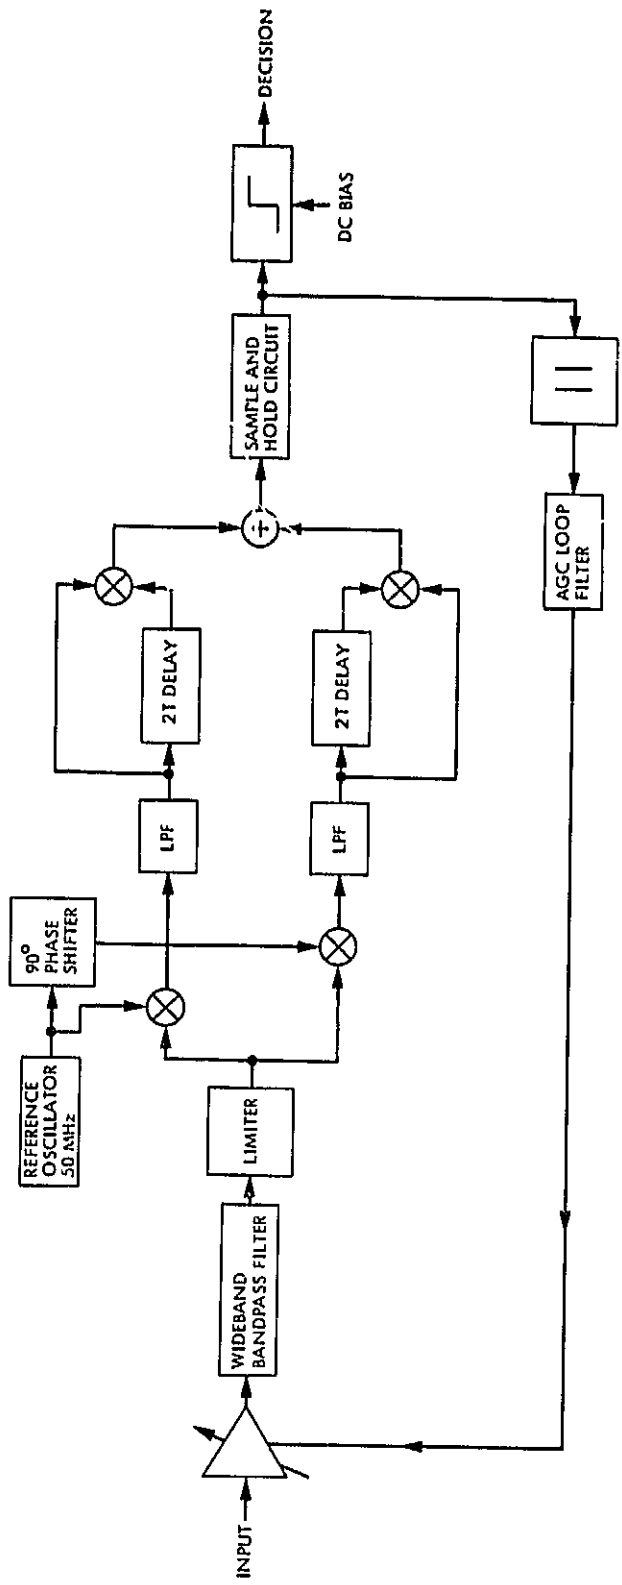 INPUT
WIDEBAND
BANDPASS FILTER
LIMITER
REFERENCE
OSCILLATOR
50 MHz
90°
PHASE
SHIFTER
LPF
LPF
2T DELAY
2T DELAY
+
SAMPLE AND
HOLD CIRCUIT
DC BIAS
DECISION
AGC LOOP
FILTER